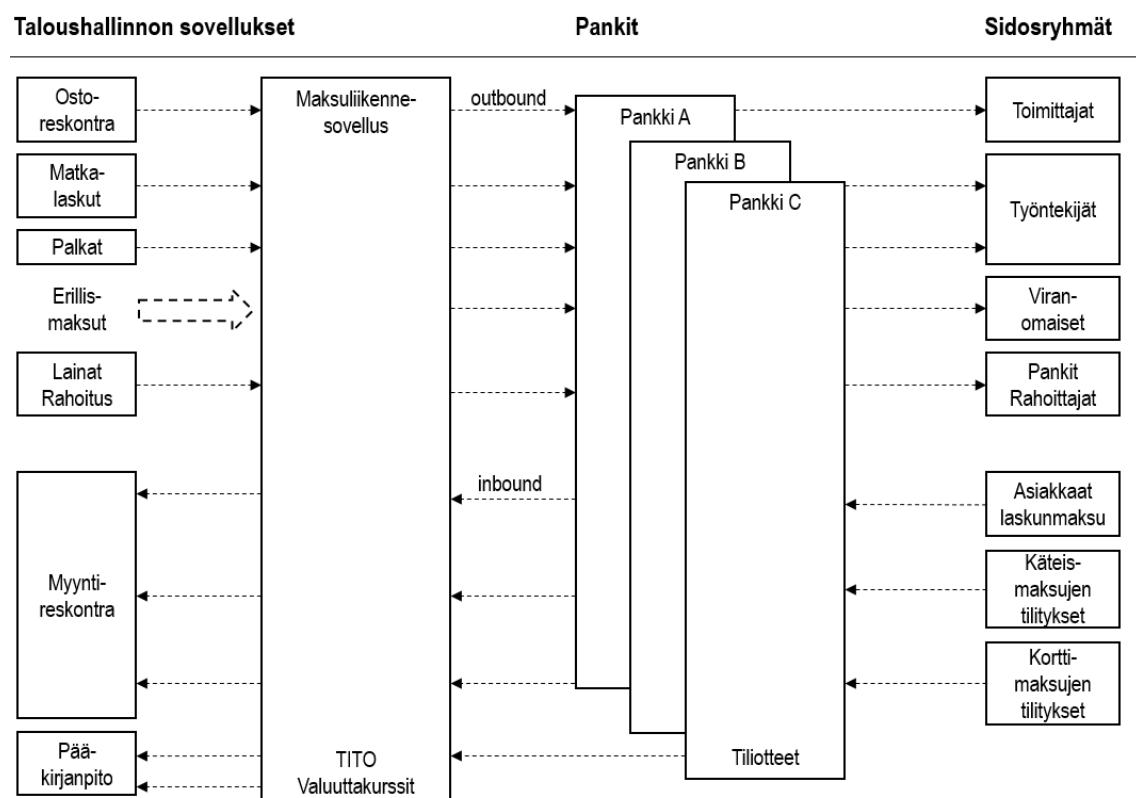 Taloushallinnon sovellukset
Pankit
Sidosryhmät
Osto-
reskontra
Matka-
laskut
Palkat
Erillis-
maksut
Lainat
Rahoitus
Myynti-
reskontra
Pää-
kirjanpito
Maksuliikenne-
sovellus
TITO
Valuuttakurssit
outbound
inbound
Pankki A
Pankki B
Pankki C
Tiliotteet
Toimittajat
Työntekijät
Viran-
omaiset
Pankit
Rahoittajat
Asiakkaat
laskunmaksu
Käteis-
maksujen
tilitykset
Kortti-
maksujen
tilitykset